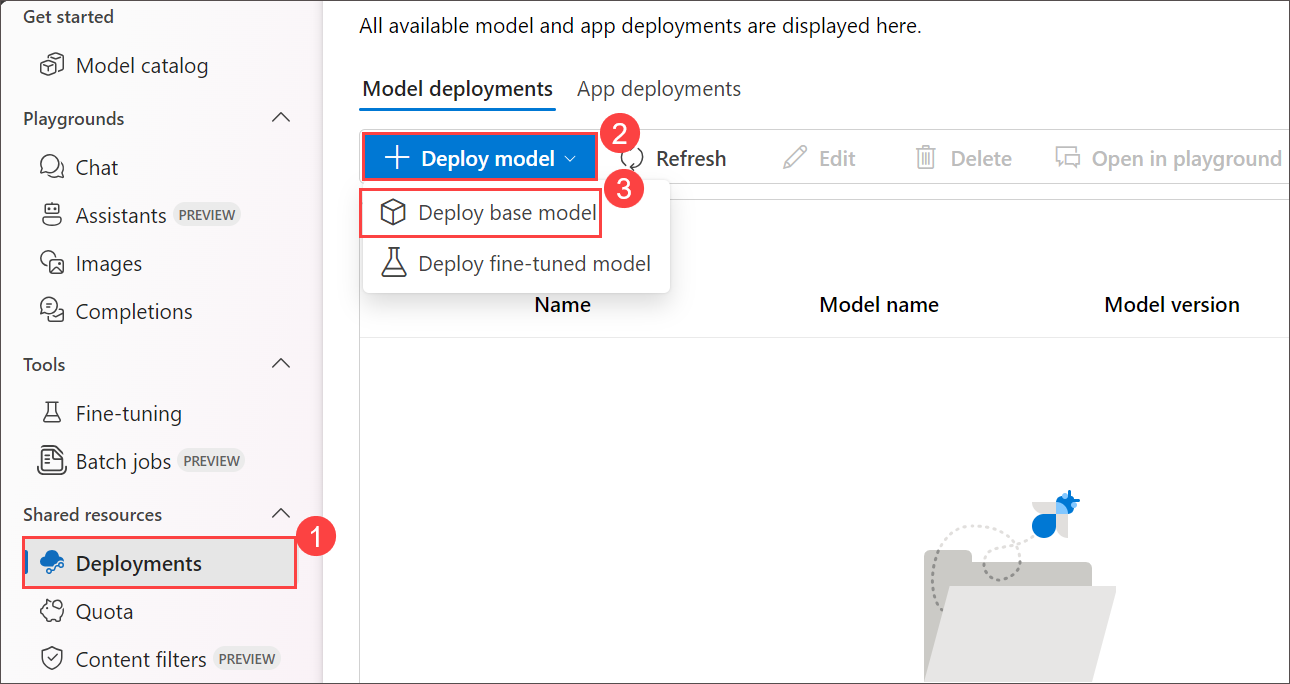 Get started
Model catalog
Playgrounds
Chat
Assistants PREVIEW
Images
Completions
Tools
Fine-tuning
Batch jobs PREVIEW
Shared resources
1
Deployments
Quota
Content filters PREVIEW
All available model and app deployments are displayed here.
Model deployments App deployments
2
Deploy model Refresh Edit Delete Open in playground
3
Deploy base model
Deploy fine-tuned model
Name Model name Model version